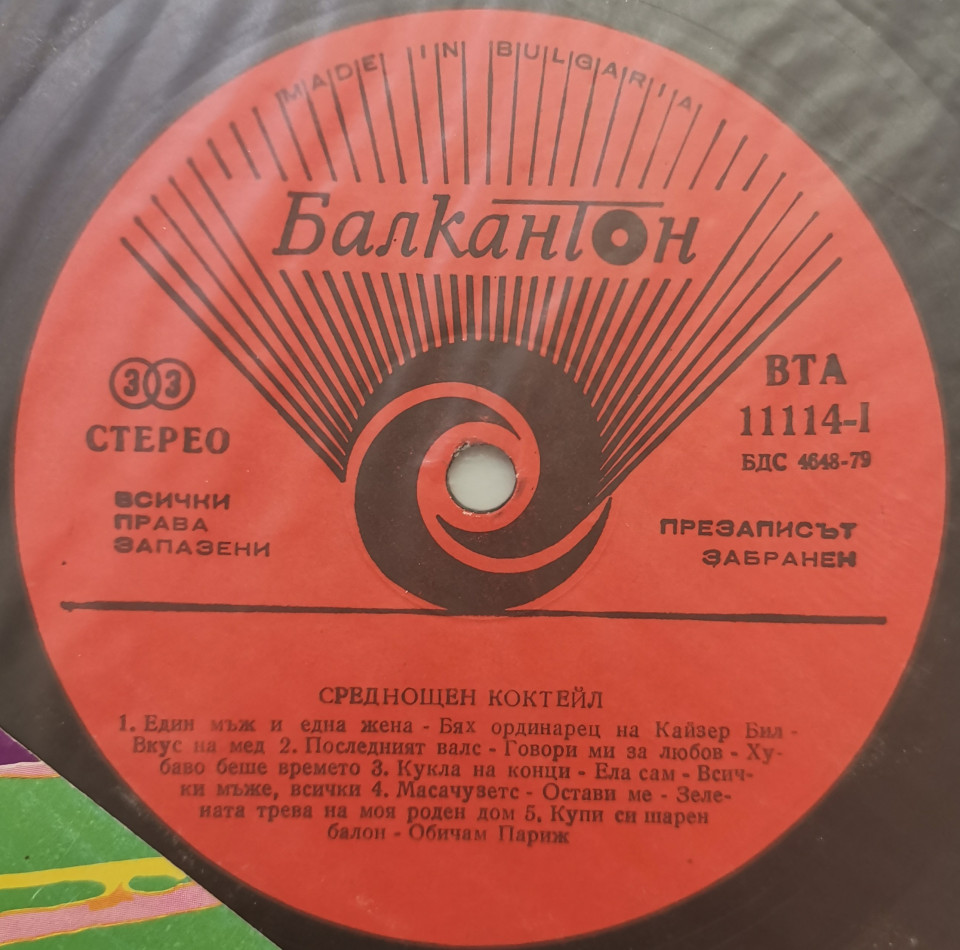 MADE IN BULGARIA
Балкантон
33
СТЕРЕО
ВСИЧКИ
ПРАВА
ЗАПАЗЕНИ
ВТА
11114-I
БДС 4648-79
ПРЕЗАПИСЪТ
ЗАБРАНЕН
СРЕДНОЩЕН КОКТЕЙЛ
1. Един мъж и една жена - Бях ординарец на Кайзер Бил -
Вкус на мед 2. Последният валс - Говори ми за любов - Ху-
баво беше времето 3. Кукла на конци - Ела сам - Всич-
ки мъже, всички 4. Масачузетс - Остави ме - Зеле-
ната трева на моя роден дом 5. Купи си шарен
балон - Обичам Париж